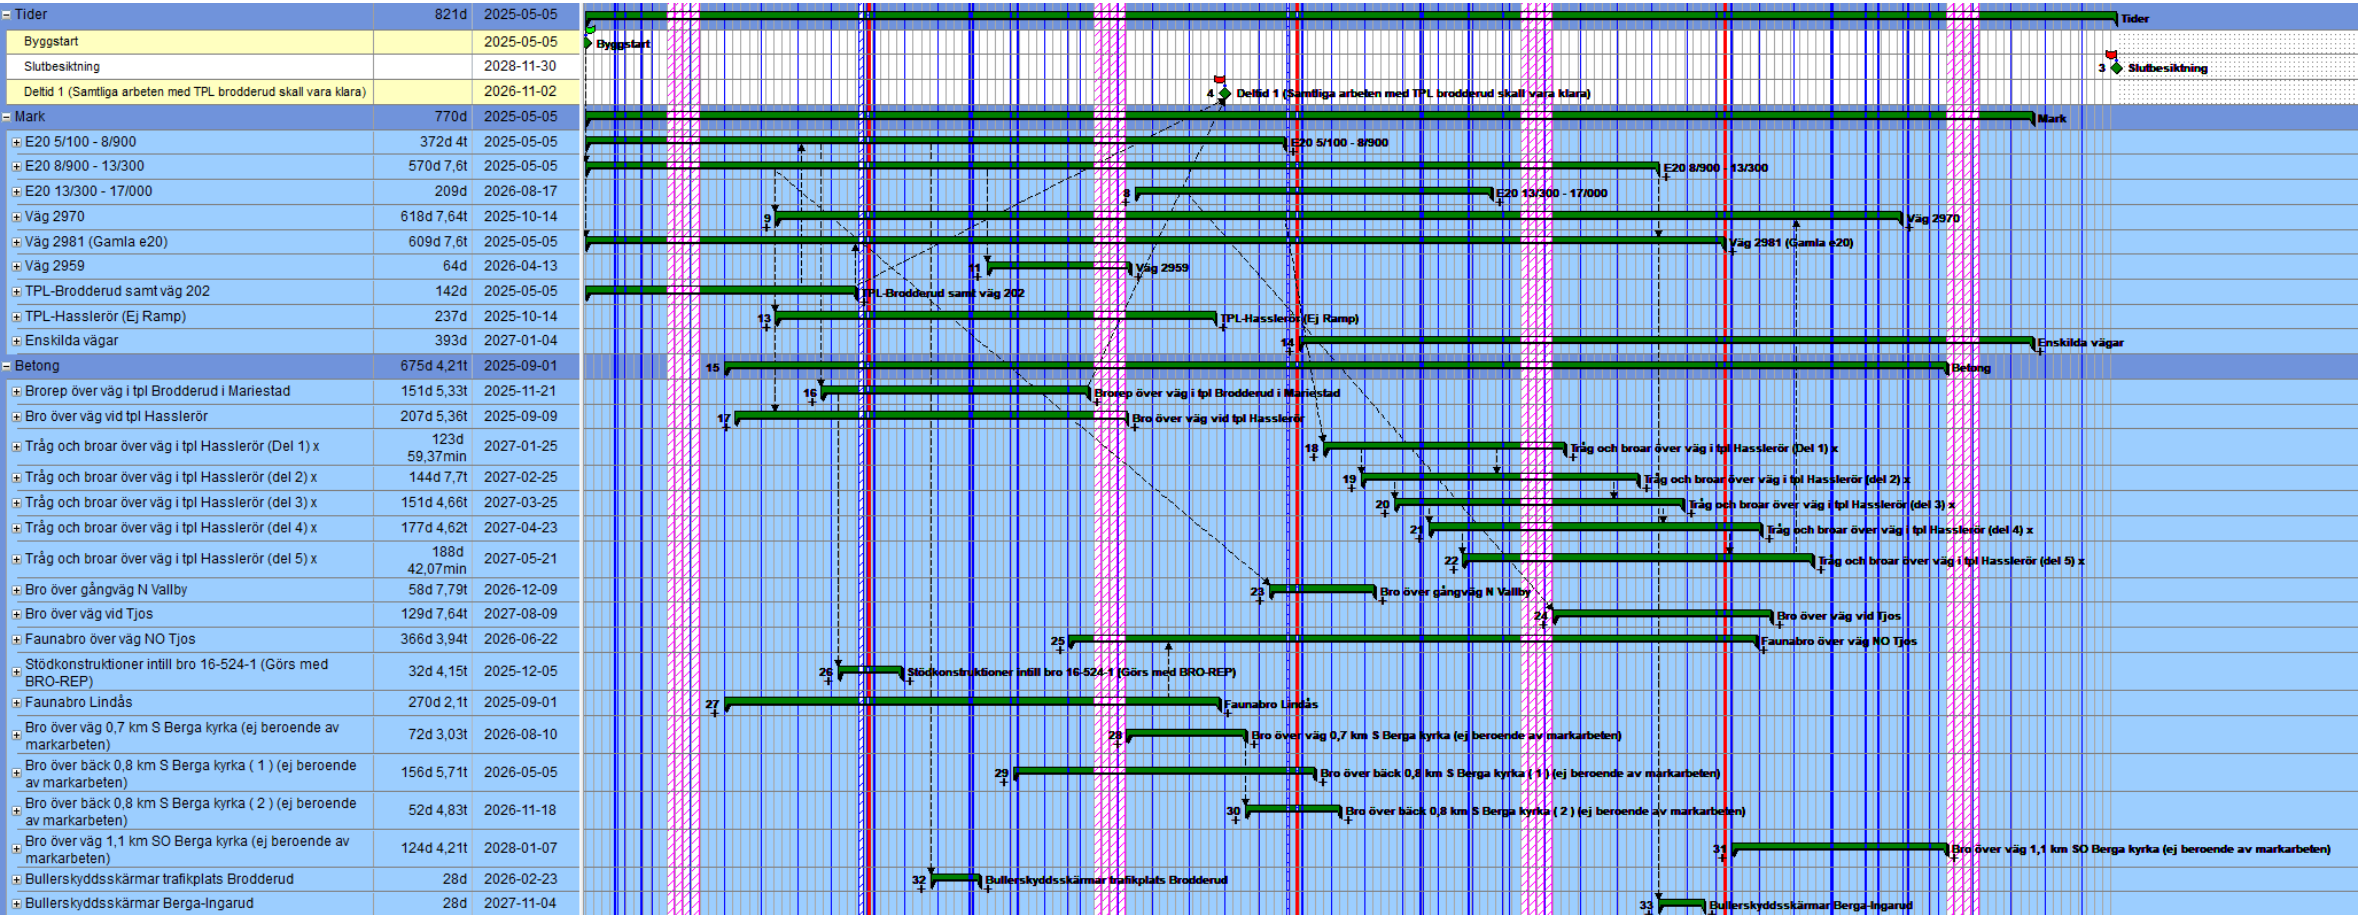 Tider 821d 2025-05-05 Tider
Byggstart 2025-05-05 Byggstart
Slutbesiktning 2028-11-30 3 Slutbesiktning
Deltid 1 (Samtliga arbeten med TPL brodderud skall vara klara) 2026-11-02 4 Deltid 1 (Samtliga arbeten med TPL brodderud skall vara klara)
Mark 770d 2025-05-05 Mark
E20 5/100 - 8/900 372d 4t 2025-05-05 E20 5/100 - 8/900
E20 8/900 - 13/300 570d 7,6t 2025-05-05 E20 8/900 - 13/300
E20 13/300 - 17/000 209d 2026-08-17 8 E20 13/300 - 17/000
Väg 2970 618d 7,64t 2025-10-14 9 Väg 2970
Väg 2981 (Gamla e20) 609d 7,6t 2025-05-05 Väg 2981 (Gamla e20)
Väg 2959 64d 2026-04-13 11 Väg 2959
TPL-Brodderud samt väg 202 142d 2025-05-05 TPL-Brodderud samt väg 202
TPL-Hasslerör (Ej Ramp) 237d 2025-10-14 13 TPL-Hasslerör (Ej Ramp)
Enskilda vägar 393d 2027-01-04 14 Enskilda vägar
Betong 675d 4,21t 2025-09-01 15 Betong
Brorep över väg i tpl Brodderud i Mariestad 151d 5,33t 2025-11-21 16 Brorep över väg i tpl Brodderud i Mariestad
Bro över väg vid tpl Hasslerör 207d 5,36t 2025-09-09 17 Bro över väg vid tpl Hasslerör
Tråg och broar över väg i tpl Hasslerör (Del 1) x 123d 59,37min 2027-01-25 18 Tråg och broar över väg i tpl Hasslerör (Del 1) x
Tråg och broar över väg i tpl Hasslerör (del 2) x 144d 7,7t 2027-02-25 19 Tråg och broar över väg i tpl Hasslerör (del 2) x
Tråg och broar över väg i tpl Hasslerör (del 3) x 151d 4,66t 2027-03-25 20 Tråg och broar över väg i tpl Hasslerör (del 3) x
Tråg och broar över väg i tpl Hasslerör (del 4) x 177d 4,62t 2027-04-23 21 Tråg och broar över väg i tpl Hasslerör (del 4) x
Tråg och broar över väg i tpl Hasslerör (del 5) x 188d 42,07min 2027-05-21 22 Tråg och broar över väg i tpl Hasslerör (del 5) x
Bro över gångväg N Vallby 58d 7,79t 2026-12-09 23 Bro över gångväg N Vallby
Bro över väg vid Tjos 129d 7,64t 2027-08-09 24 Bro över väg vid Tjos
Faunabro över väg NO Tjos 366d 3,94t 2026-06-22 25 Faunabro över väg NO Tjos
Stödkonstruktioner intill bro 16-524-1 (Görs med BRO-REP) 32d 4,15t 2025-12-05 26 Stödkonstruktioner intill bro 16-524-1 (Görs med BRO-REP)
Faunabro Lindås 270d 2,1t 2025-09-01 27 Faunabro Lindås
Bro över väg 0,7 km S Berga kyrka (ej beroende av markarbeten) 72d 3,03t 2026-08-10 28 Bro över väg 0,7 km S Berga kyrka (ej beroende av markarbeten)
Bro över bäck 0,8 km S Berga kyrka ( 1 ) (ej beroende av markarbeten) 156d 5,71t 2026-05-05 29 Bro över bäck 0,8 km S Berga kyrka ( 1 ) (ej beroende av markarbeten)
Bro över bäck 0,8 km S Berga kyrka ( 2 ) (ej beroende av markarbeten) 52d 4,83t 2026-11-18 30 Bro över bäck 0,8 km S Berga kyrka ( 2 ) (ej beroende av markarbeten)
Bro över väg 1,1 km SO Berga kyrka (ej beroende av markarbeten) 124d 4,21t 2028-01-07 31 Bro över väg 1,1 km SO Berga kyrka (ej beroende av markarbeten)
Bullerskyddsskärmar trafikplats Brodderud 28d 2026-02-23 32 Bullerskyddsskärmar trafikplats Brodderud
Bullerskyddsskärmar Berga-Ingarud 28d 2027-11-04 33 Bullerskyddsskärmar Berga-Ingarud